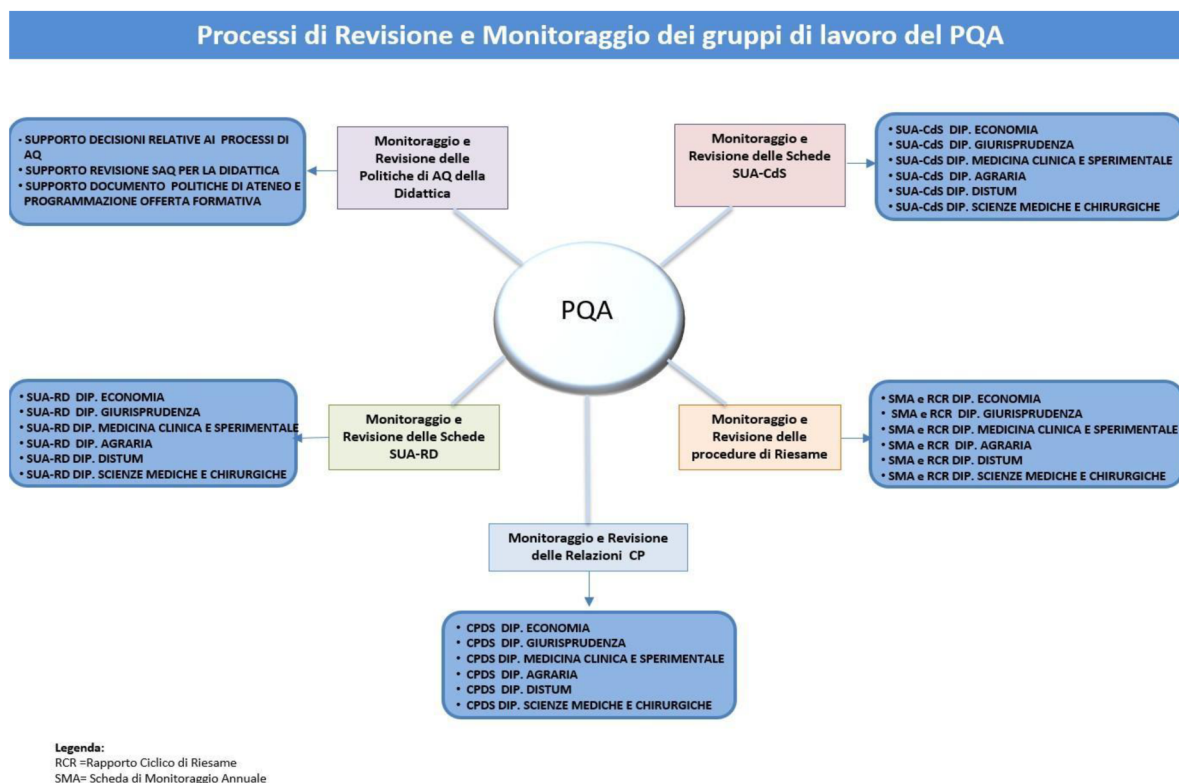 Processi di Revisione e Monitoraggio dei gruppi di lavoro del PQA
• SUPPORTO DECISIONI RELATIVE AI PROCESSI DI
AQ
• SUPPORTO REVISIONE SAQ PER LA DIDATTICA
• SUPPORTO DOCUMENTO POLITICHE DI ATENEO E
PROGRAMMAZIONE OFFERTA FORMATIVA
Monitoraggio e
Revisione delle
Politiche di AQ della
Didattica
Monitoraggio e
Revisione delle Schede
SUA-CdS
• SUA-CdS DIP. ECONOMIA
• SUA-CdS DIP. GIURISPRUDENZA
• SUA-CdS DIP. MEDICINA CLINICA E SPERIMENTALE
• SUA-CdS DIP. AGRARIA
• SUA-CdS DIP. DISTUM
• SUA-CdS DIP. SCIENZE MEDICHE E CHIRURGICHE
PQA
• SUA-RD DIP. ECONOMIA
• SUA-RD DIP. GIURISPRUDENZA
• SUA-RD DIP. MEDICINA CLINICA E SPERIMENTALE
• SUA-RD DIP. AGRARIA
• SUA-RD DIP. DISTUM
• SUA-RD DIP. SCIENZE MEDICHE E CHIRURGICHE
Monitoraggio e
Revisione delle Schede
SUA-RD
Monitoraggio e
Revisione delle
procedure di Riesame
• SMA e RCR DIP. ECONOMIA
• SMA e RCR DIP. GIURISPRUDENZA
• SMA e RCR DIP. MEDICINA CLINICA E SPERIMENTALE
• SMA e RCR DIP. AGRARIA
• SMA e RCR DIP. DISTUM
• SMA e RCR DIP. SCIENZE MEDICHE E CHIRURGICHE
Monitoraggio e Revisione
delle Relazioni CP
• CPDS DIP. ECONOMIA
• CPDS DIP. GIURISPRUDENZA
• CPDS DIP. MEDICINA CLINICA E SPERIMENTALE
• CPDS DIP. AGRARIA
• CPDS DIP. DISTUM
• CPDS DIP. SCIENZE MEDICHE E CHIRURGICHE
Legenda:
RCR =Rapporto Ciclico di Riesame
SMA= Scheda di Monitoraggio Annuale